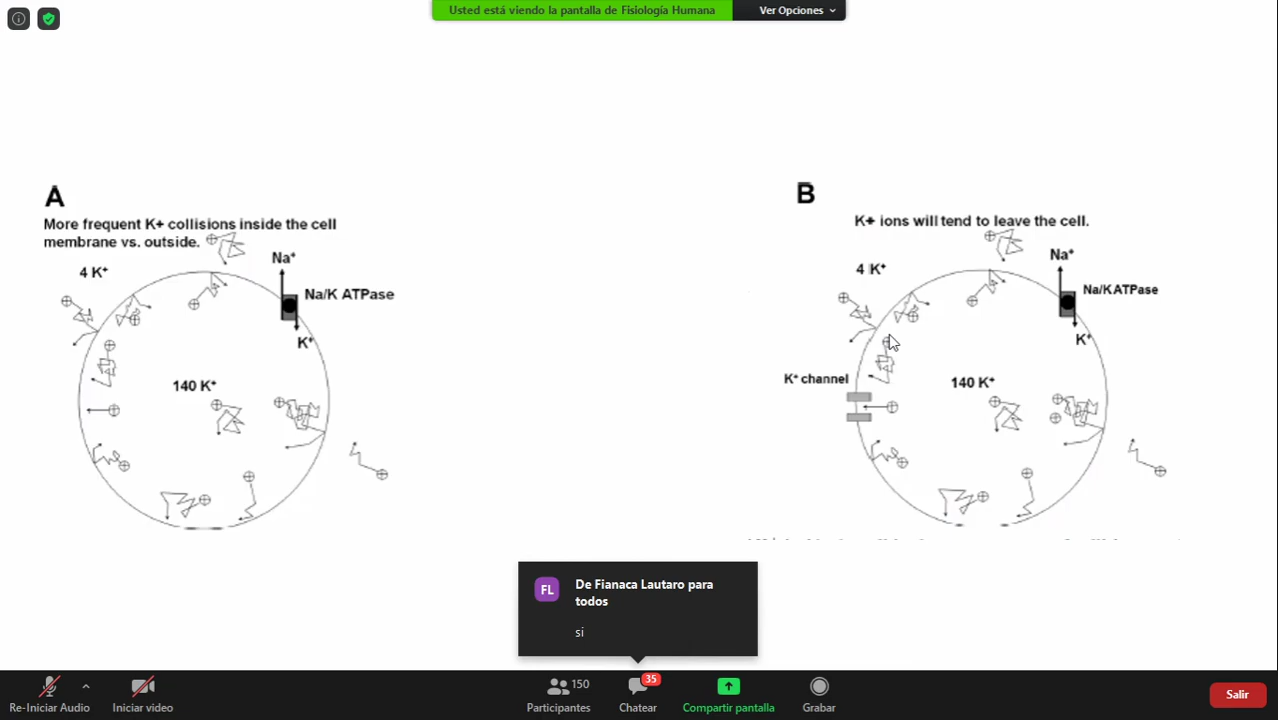 Usted está viendo la pantalla de Fisiología Humana
Ver Opciones
A
More frequent K+ collisions inside the cell
membrane vs. outside.
4 K+
Na+
Na/K ATPase
K+
140 K+
B
K+ ions will tend to leave the cell.
4 K+
Na+
Na/K ATPase
K+
K+ channel
140 K+
FL
De Fianaca Lautaro para
todos
si
Re-Iniciar Audio
Iniciar video
150
Participantes
35
Chatear
Compartir pantalla
Grabar
Salir